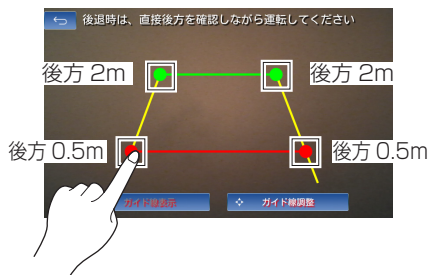 後退時は、直接後方を確認しながら運転してください
後方 2m
後方 2m
後方 0.5m
後方 0.5m
ガイド線表示
ガイド線調整